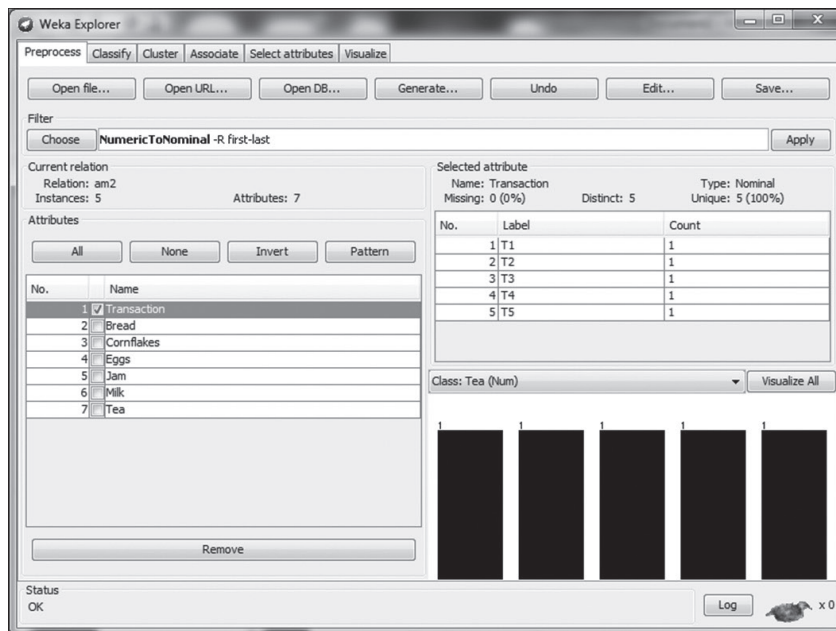 Weka Explorer
Preprocess Classify Cluster Associate Select attributes Visualize
Open file... Open URL... Open DB... Generate... Undo Edit... Save...
Filter
Choose NumericToNominal -R first-last Apply
Current relation
Relation: am2
Instances: 5 Attributes: 7
Attributes
All None Invert Pattern
No. Name
1 Transaction
2 Bread
3 Cornflakes
4 Eggs
5 Jam
6 Milk
7 Tea
Remove
Selected attribute
Name: Transaction Type: Nominal
Missing: 0 (0%) Distinct: 5 Unique: 5 (100%)
No. Label Count
1 T1 1
2 T2 1
3 T3 1
4 T4 1
5 T5 1
Class: Tea (Num) Visualize All
1 1 1 1 1
Status
OK
Log x 0